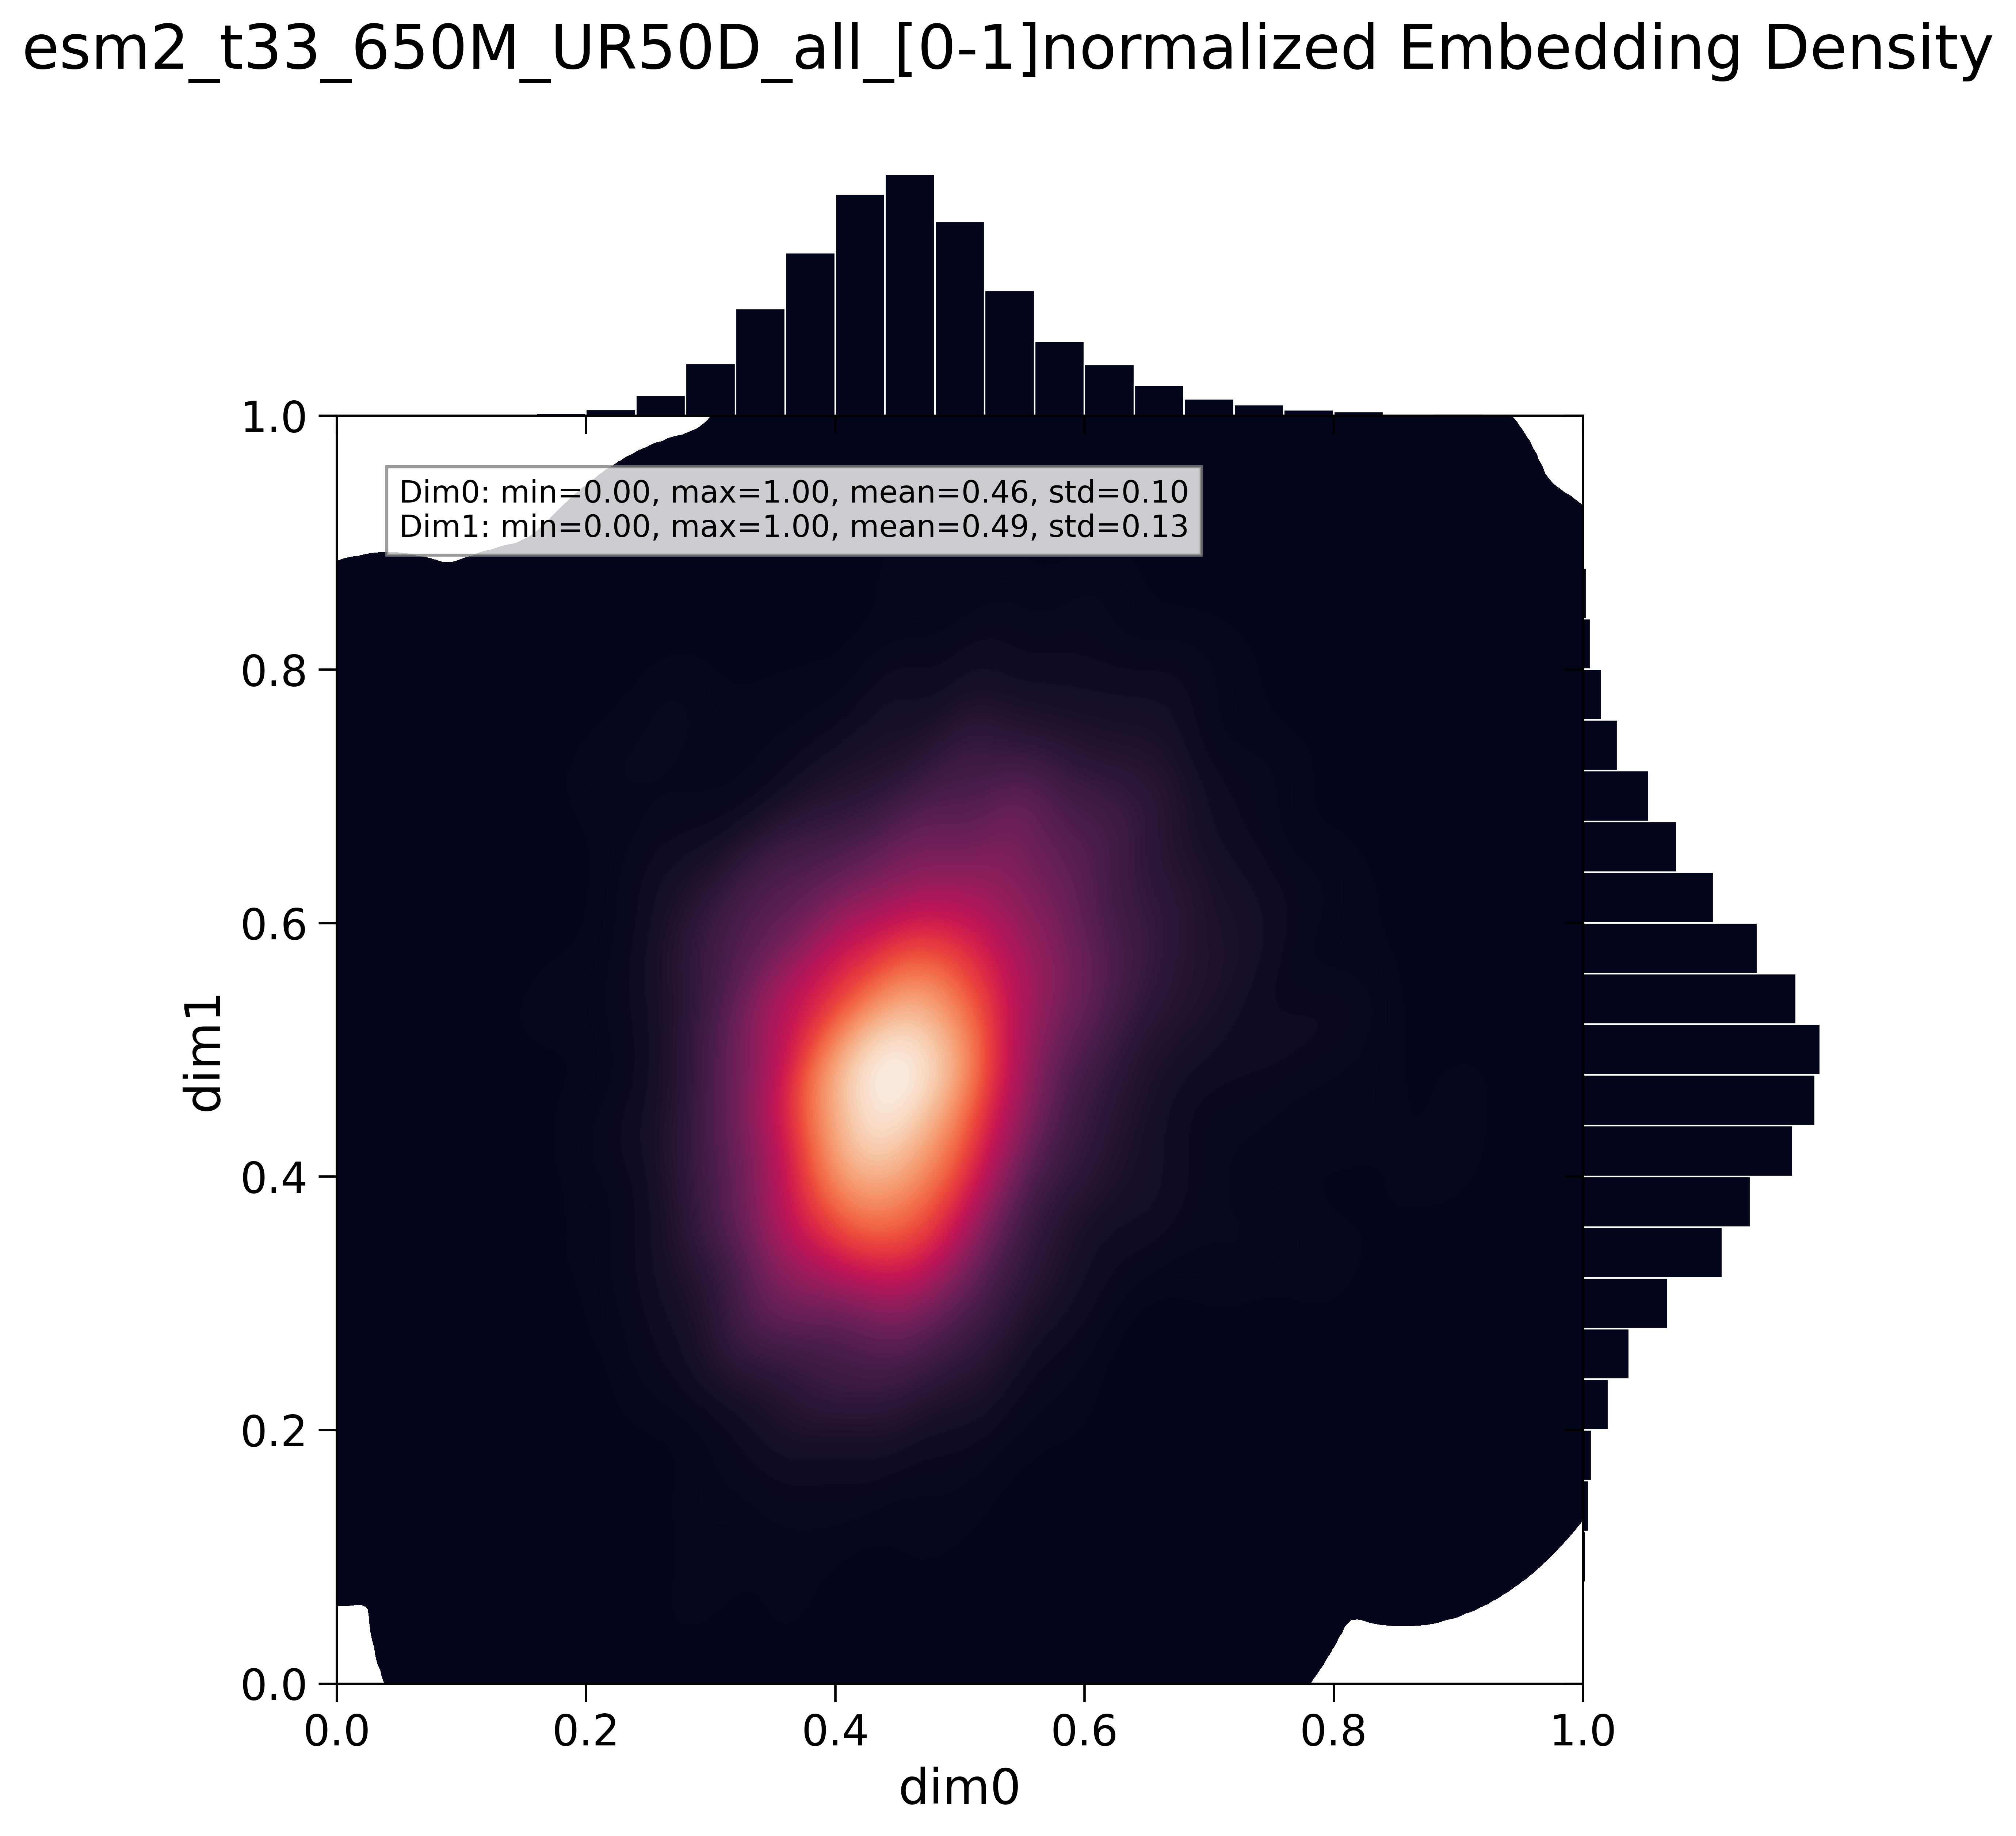 esm2_t33_650M_UR50D_all_[0-1]normalized Embedding Density
Dim0: min=0.00, max=1.00, mean=0.46, std=0.10
Dim1: min=0.00, max=1.00, mean=0.49, std=0.13
1.0
0.8
0.6
0.4
0.2
0.0
dim1
0.0 0.2 0.4 0.6 0.8 1.0
dim0